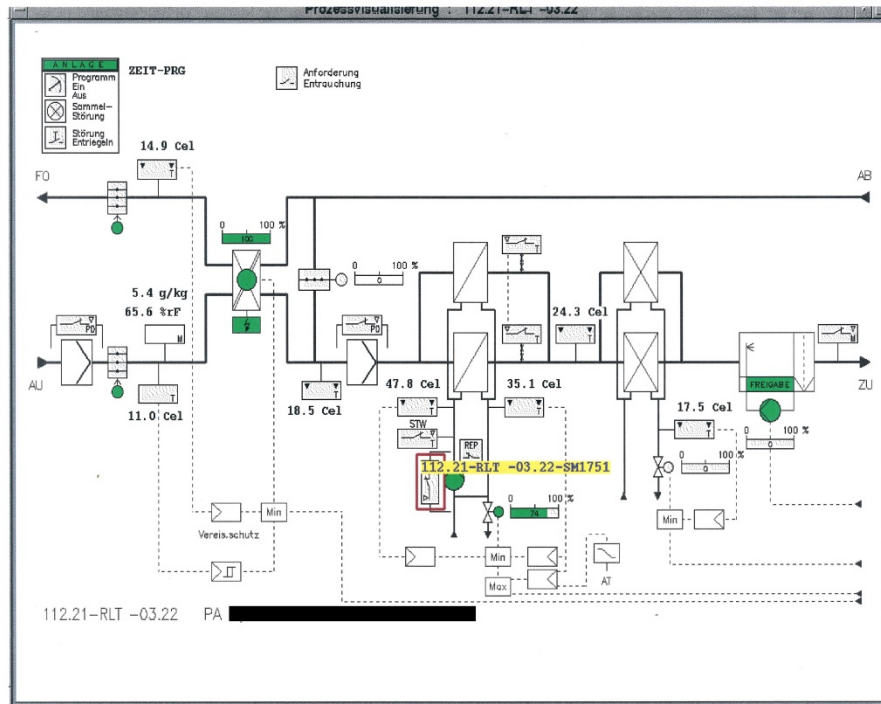 Prozessvisualisierung : 112.21-RLT -03.22
ANLAGE
Programm
Ein
Aus
Sammel-
Störung
Störung
Entriegeln
ZEIT-PRG
Anforderung
Entrauchung
14.9 Cel
T
FO
AB
0 100 %
100
0 100 %
0
T
5.4 g/kg
65.6 %rF
PD
M
PD
T
24.3 Cel
T
M
AU
T
11.0 Cel
T
18.5 Cel
47.8 Cel
T
35.1 Cel
T
FREIGABE
ZU
STW
T
17.5 Cel
T
0 100 %
0
REP
112.21-RLT -03.22-SM1751
0 100 %
0
0 100 %
74
Min
Vereis.schutz
Min
Min
Max
AT
112.21-RLT -03.22 PA